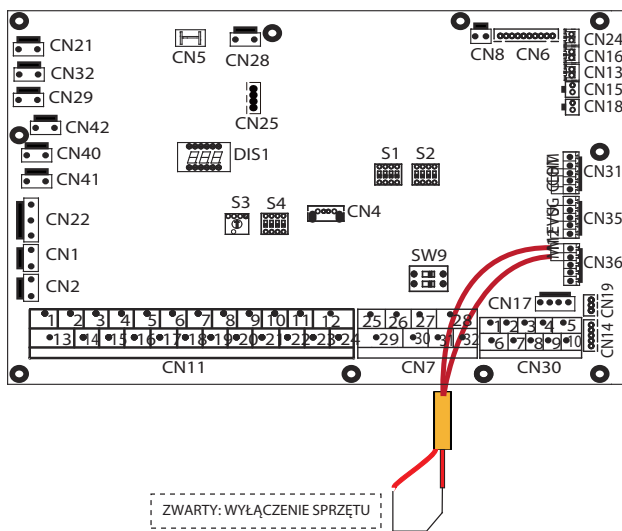 CN21
CN32
CN29
CN42
CN40
CN41
CN22
CN1
CN2
CN5
CN28
CN25
DIS1
S3 S4
CN4
S1 S2
SW9
CN8 CN6
CN24
CN16
CN13
CN15
CN18
CN31
CN35
CN36
CN17
CN19
CN14
1 2 3 4 5 6 7 8 9 10 11 12
13 14 15 16 17 18 19 20 21 22 23 24
CN11
25 26 27 28
29 30 31 32
CN7
1 2 3 4 5
6 7 8 9 10
CN30
ZWARTY: WYŁĄCZENIE SPRZĘTU